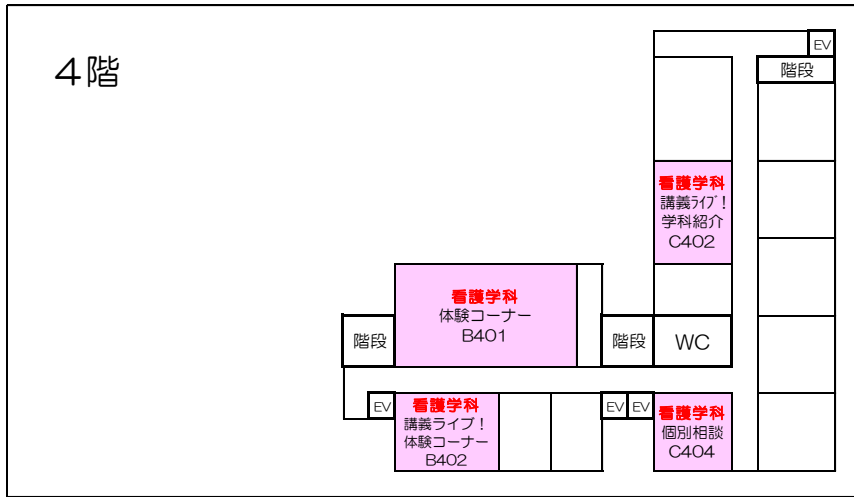 ４階
EV
階段
看護学科
講義ﾗｲﾌﾞ！
学科紹介
C402
看護学科
体験コーナー
B401
階段
階段
WC
EV
看護学科
講義ライブ！
体験コーナー
B402
EV
EV
看護学科
個別相談
C404